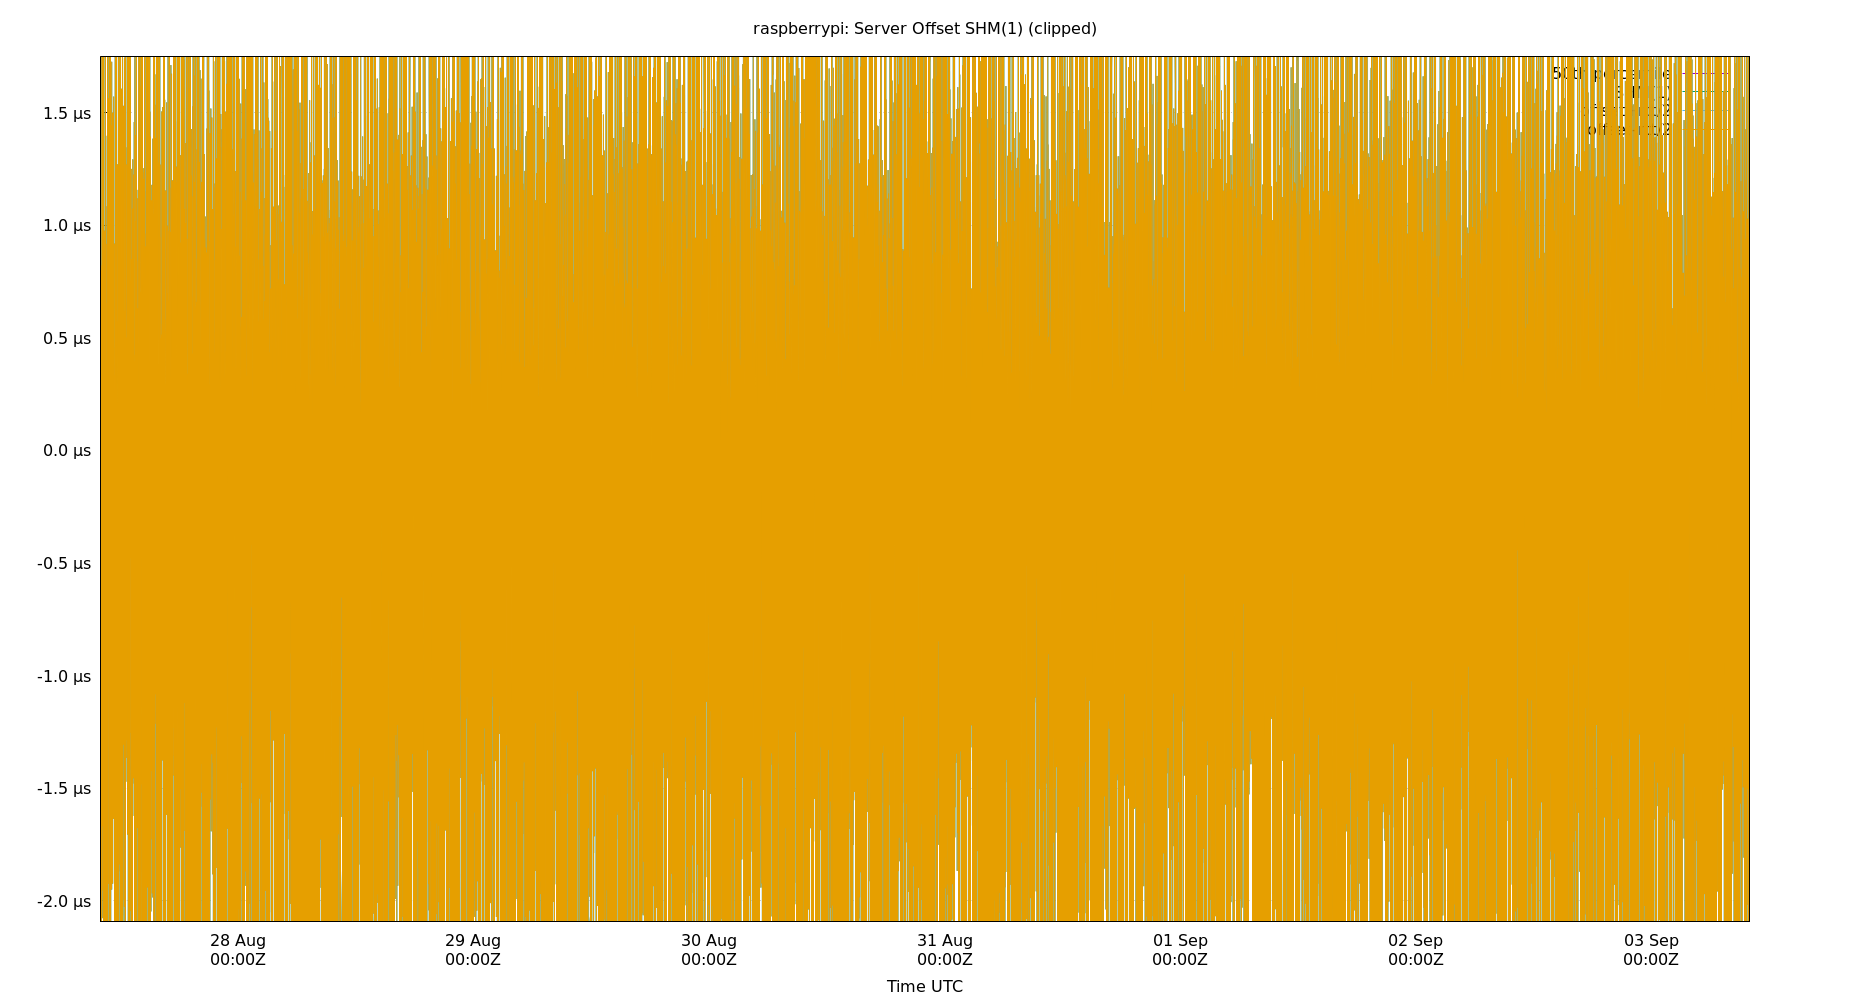 raspberrypi: Server Offset SHM(1) (clipped)
1.5 µs
1.0 µs
0.5 µs
0.0 µs
-0.5 µs
-1.0 µs
-1.5 µs
-2.0 µs
28 Aug 29 Aug 30 Aug 31 Aug 01 Sep 02 Sep 03 Sep
00:00Z 00:00Z 00:00Z 00:00Z 00:00Z 00:00Z 00:00Z
Time UTC